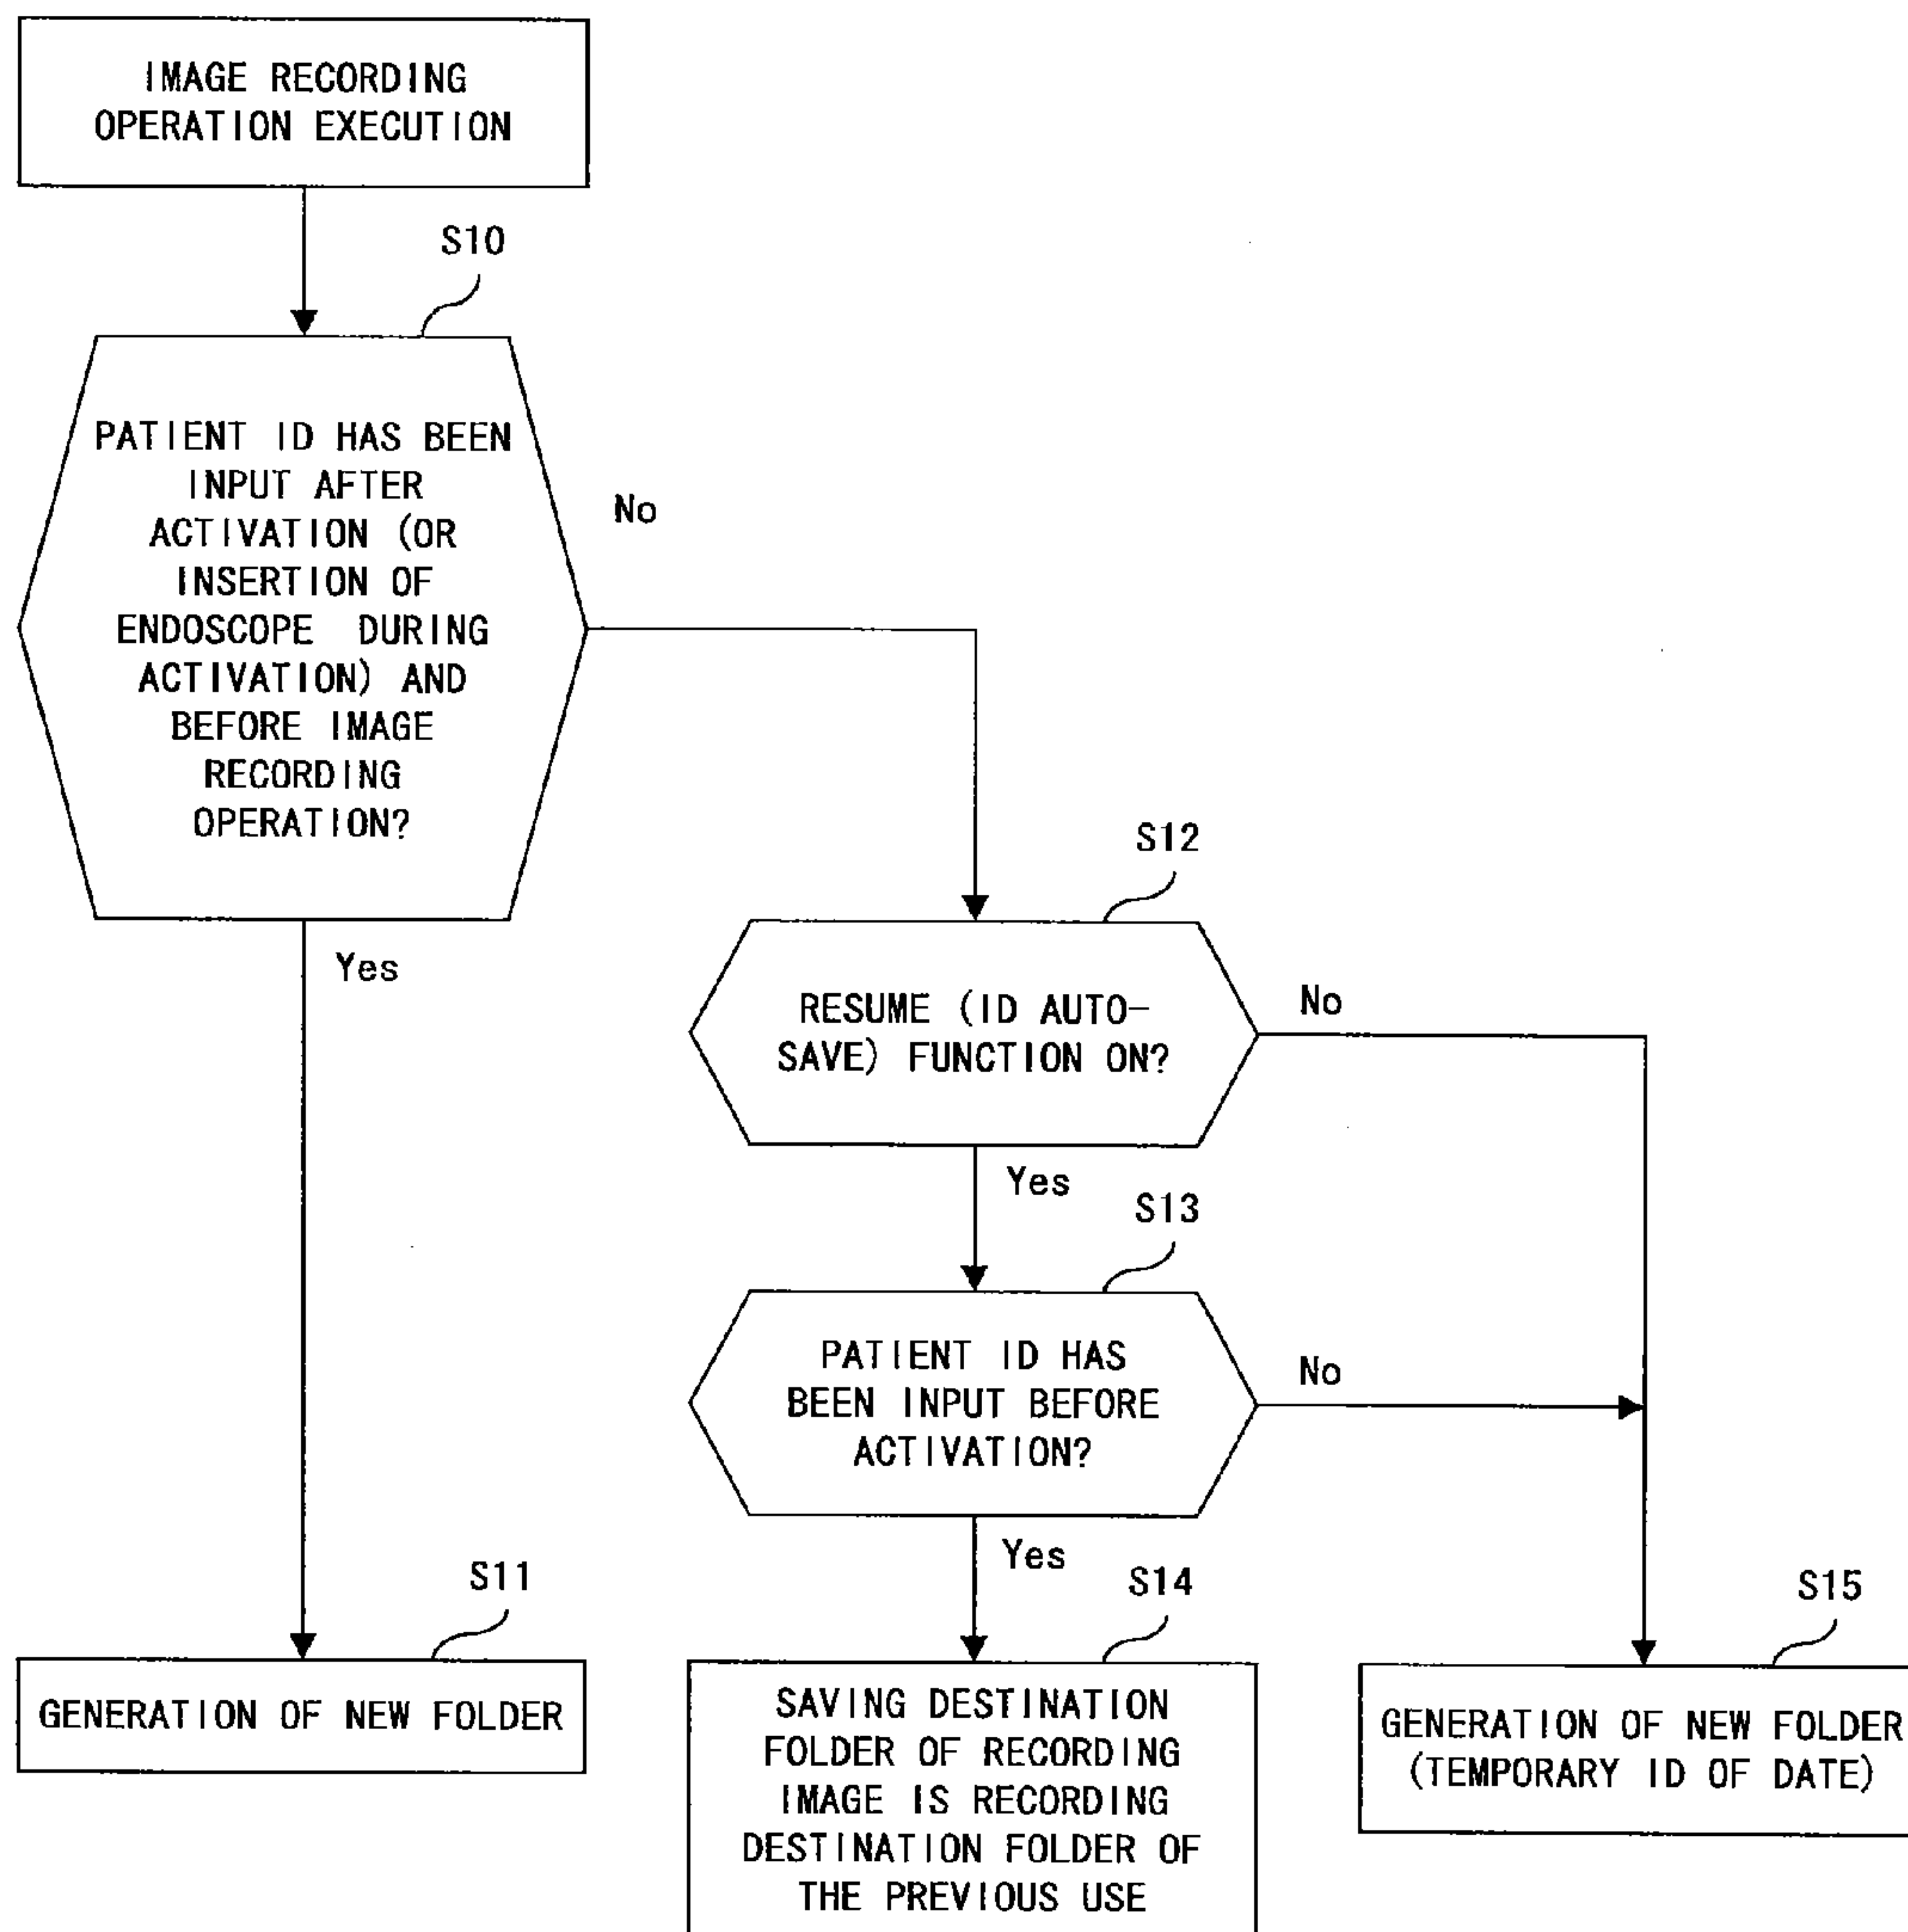 IMAGE RECORDING
OPERATION EXECUTION
S10
PATIENT ID HAS BEEN
INPUT AFTER
ACTIVATION (OR
INSERTION OF
ENDOSCOPE DURING
ACTIVATION) AND
BEFORE IMAGE
RECORDING
OPERATION?
No
Yes
S12
RESUME (ID AUTO-
SAVE) FUNCTION ON?
No
Yes
S13
PATIENT ID HAS
BEEN INPUT BEFORE
ACTIVATION?
No
Yes
S11
GENERATION OF NEW FOLDER
S14
SAVING DESTINATION
FOLDER OF RECORDING
IMAGE IS RECORDING
DESTINATION FOLDER OF
THE PREVIOUS USE
S15
GENERATION OF NEW FOLDER
(TEMPORARY ID OF DATE)